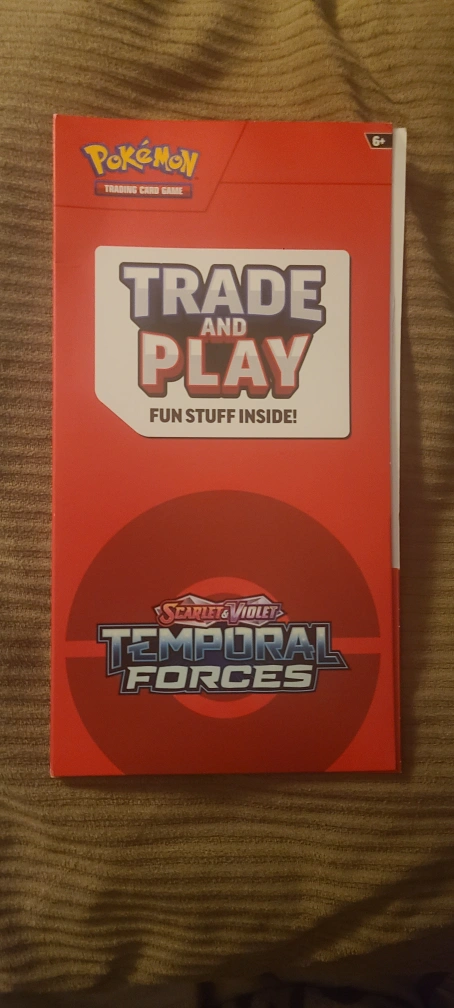 6+
POKÉMON
TRADING CARD GAME
TRADE
AND
PLAY
FUN STUFF INSIDE!
SCARLET & VIOLET
TEMPORAL
FORCES